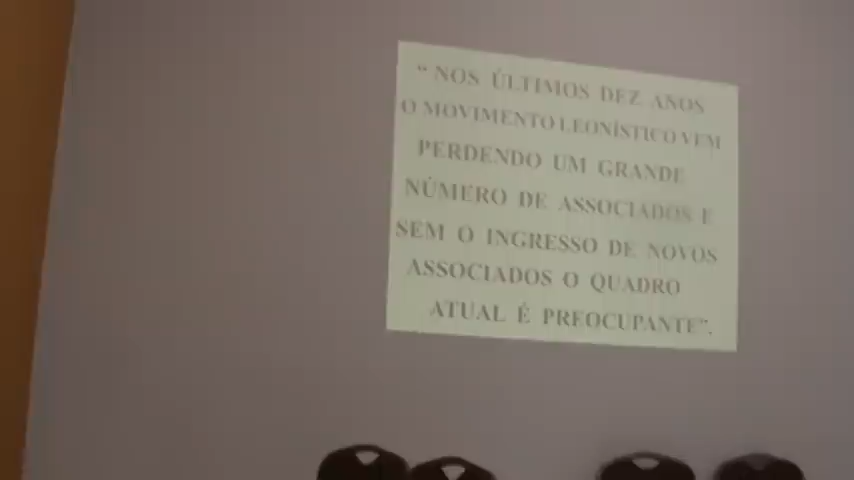 “ NOS ÚLTIMOS DEZ ANOS
O MOVIMENTO LEONÍSTICO VEM
PERDENDO UM GRANDE
NÚMERO DE ASSOCIADOS E
SEM O INGRESSO DE NOVOS
ASSOCIADOS O QUADRO
ATUAL É PREOCUPANTE”.